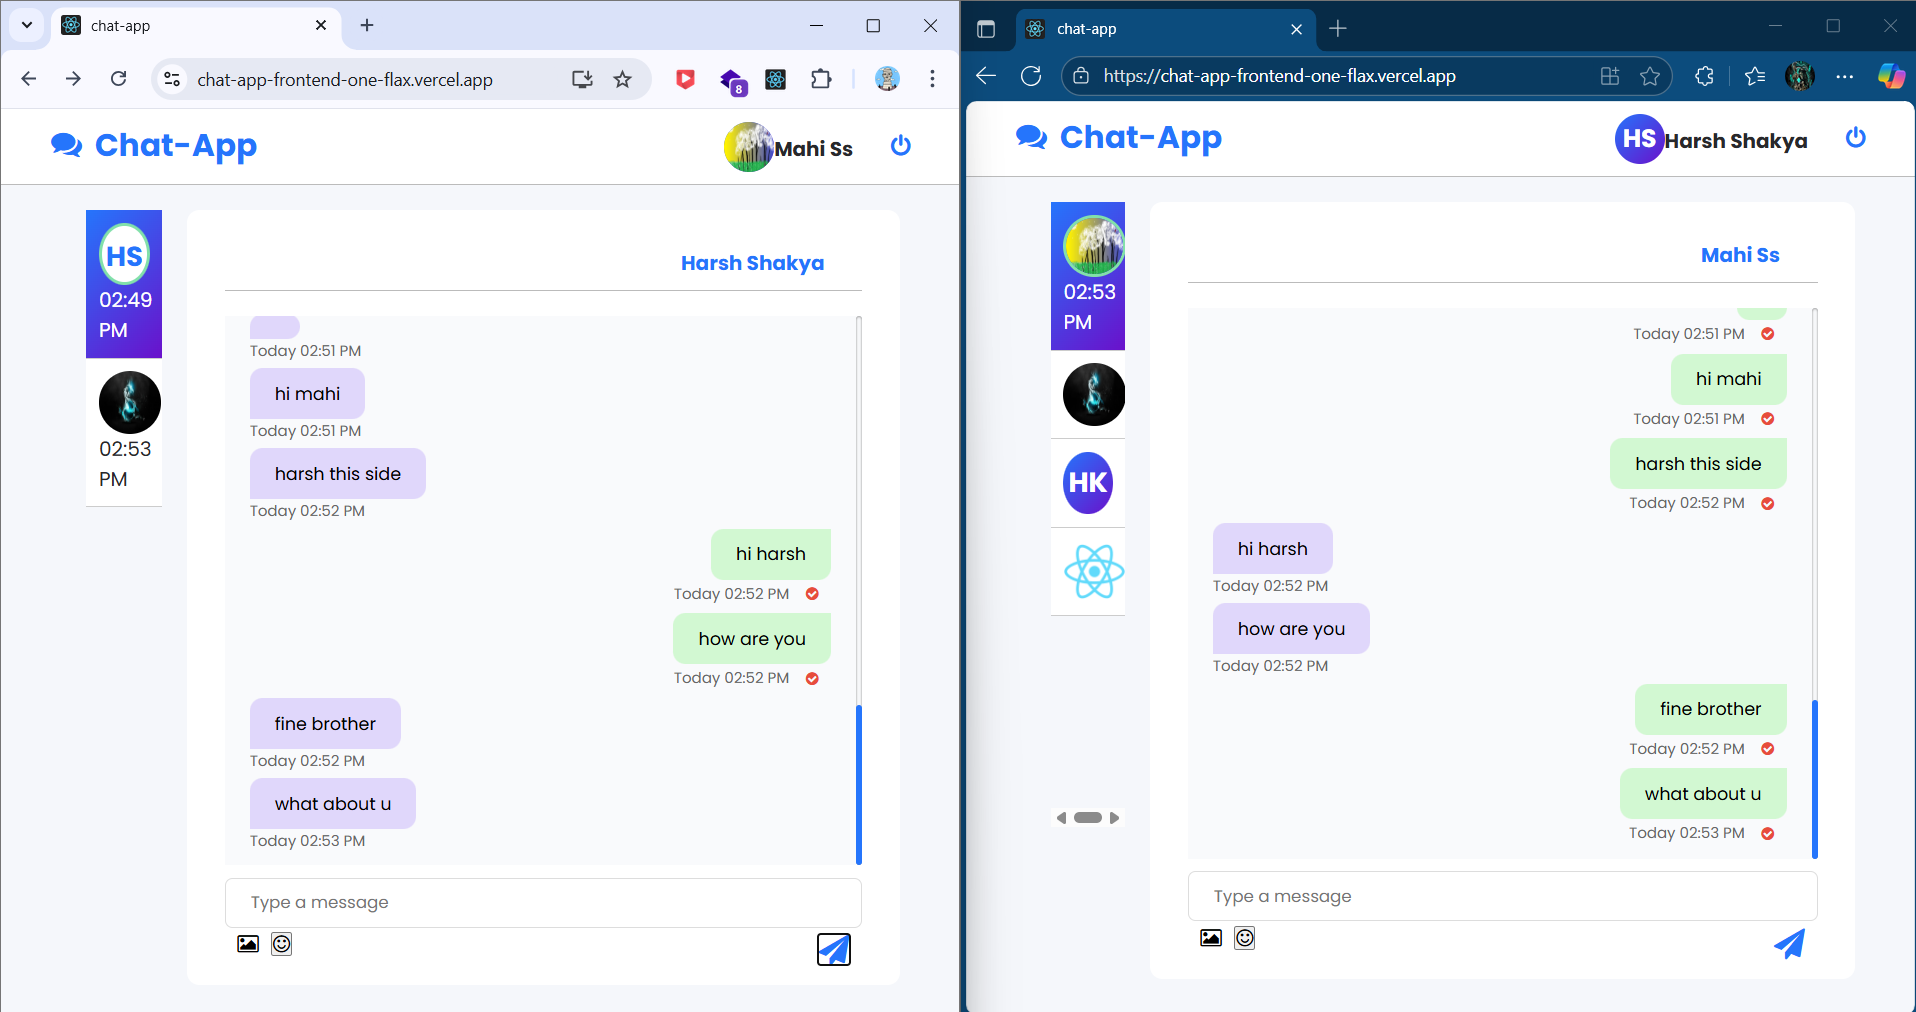 chat-app
chat-app-frontend-one-flax.vercel.app
8
Chat-App
Mahi Ss
HS
02:49
PM
02:53
PM
Harsh Shakya
Today 02:51 PM
hi mahi
Today 02:51 PM
harsh this side
Today 02:52 PM
hi harsh
Today 02:52 PM
how are you
Today 02:52 PM
fine brother
Today 02:52 PM
what about u
Today 02:53 PM
Type a message
chat-app
https://chat-app-frontend-one-flax.vercel.app
Chat-App
HS
Harsh Shakya
02:53
PM
HK
Mahi Ss
Today 02:51 PM
hi mahi
Today 02:51 PM
harsh this side
Today 02:52 PM
hi harsh
Today 02:52 PM
how are you
Today 02:52 PM
fine brother
Today 02:52 PM
what about u
Today 02:53 PM
Type a message